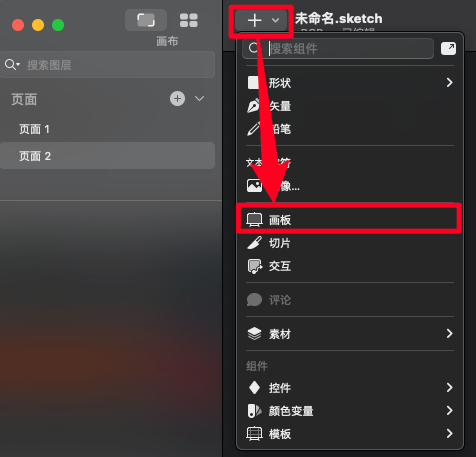 画布
搜索图层
页面
页面 1
页面 2
未命名.sketch
搜索组件
形状
矢量
铅笔
图像...
画板
切片
交互
评论
素材
组件
控件
颜色变量
模板